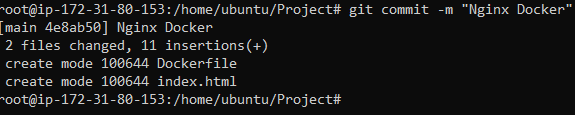 root@ip-172-31-80-153:/home/ubuntu/Project# git commit -m "Nginx Docker"
[main 4e8ab50] Nginx Docker
 2 files changed, 11 insertions(+)
 create mode 100644 Dockerfile
 create mode 100644 index.html
root@ip-172-31-80-153:/home/ubuntu/Project#